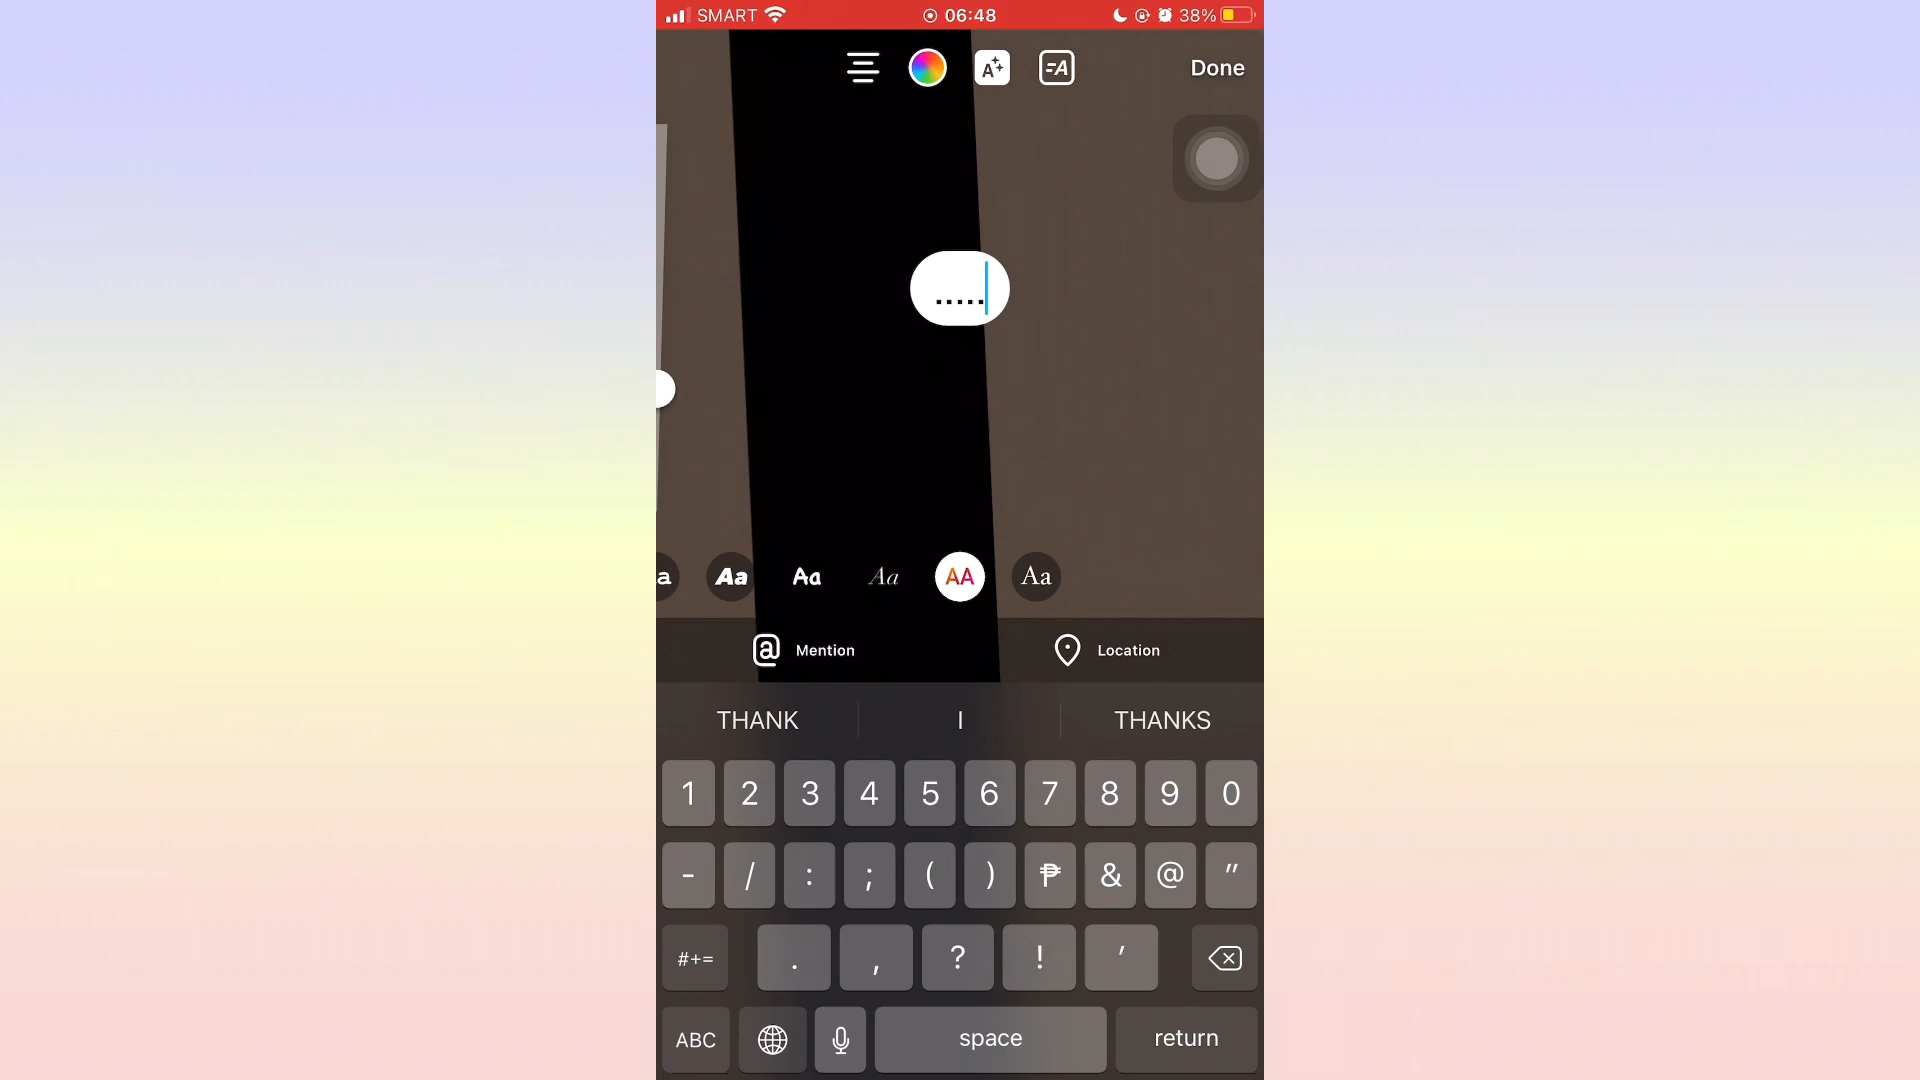 SMART 06:48 38%
A A Done
.....
a Aa Aa Aa AA Aa
@ Mention Location
THANK I THANKS
1 2 3 4 5 6 7 8 9 0
- / : ; ( ) ₱ & @ "
#+= . , ? ! '
ABC space return